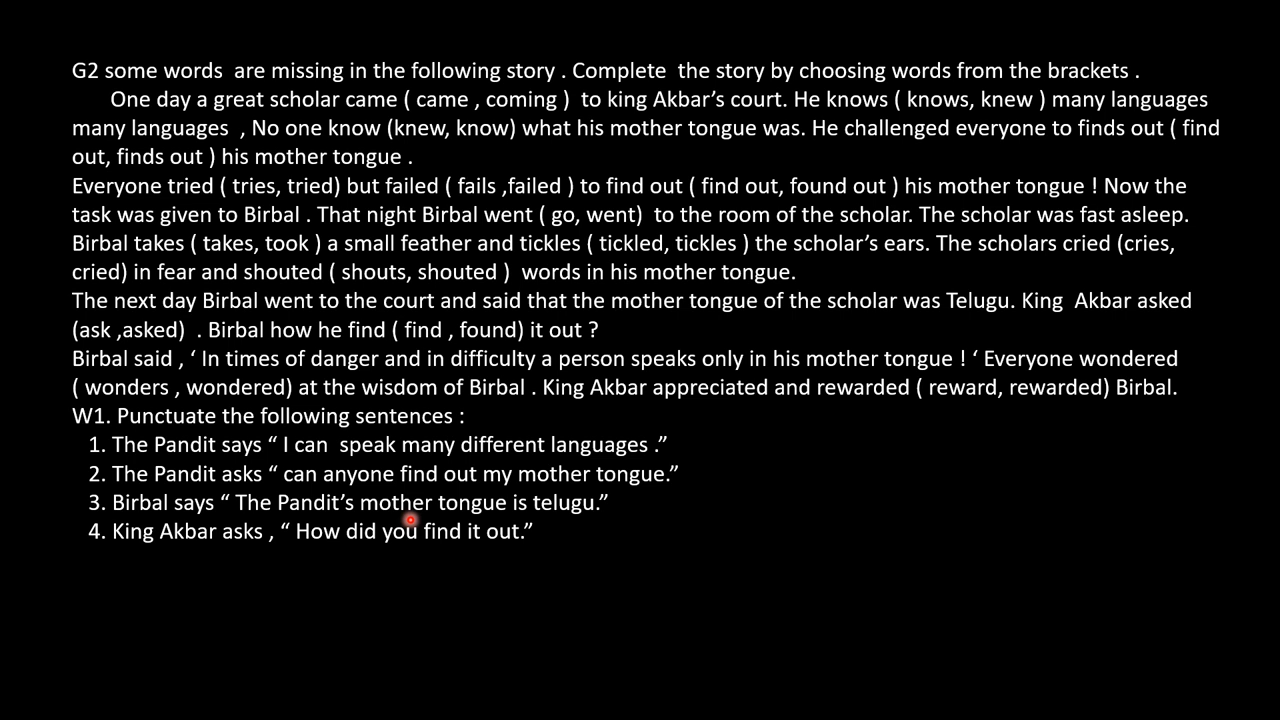 G2 some words are missing in the following story . Complete the story by choosing words from the brackets .
One day a great scholar came ( came , coming ) to king Akbar’s court. He knows ( knows, knew ) many languages
many languages , No one know (knew, know) what his mother tongue was. He challenged everyone to finds out ( find
out, finds out ) his mother tongue .
Everyone tried ( tries, tried) but failed ( fails ,failed ) to find out ( find out, found out ) his mother tongue ! Now the
task was given to Birbal . That night Birbal went ( go, went) to the room of the scholar. The scholar was fast asleep.
Birbal takes ( takes, took ) a small feather and tickles ( tickled, tickles ) the scholar’s ears. The scholars cried (cries,
cried) in fear and shouted ( shouts, shouted ) words in his mother tongue.
The next day Birbal went to the court and said that the mother tongue of the scholar was Telugu. King Akbar asked
(ask ,asked) . Birbal how he find ( find , found) it out ?
Birbal said , ‘ In times of danger and in difficulty a person speaks only in his mother tongue ! ‘ Everyone wondered
( wonders , wondered) at the wisdom of Birbal . King Akbar appreciated and rewarded ( reward, rewarded) Birbal.
W1. Punctuate the following sentences :
1. The Pandit says “ I can speak many different languages .”
2. The Pandit asks “ can anyone find out my mother tongue.”
3. Birbal says “ The Pandit’s mother tongue is telugu.”
4. King Akbar asks , “ How did you find it out.”